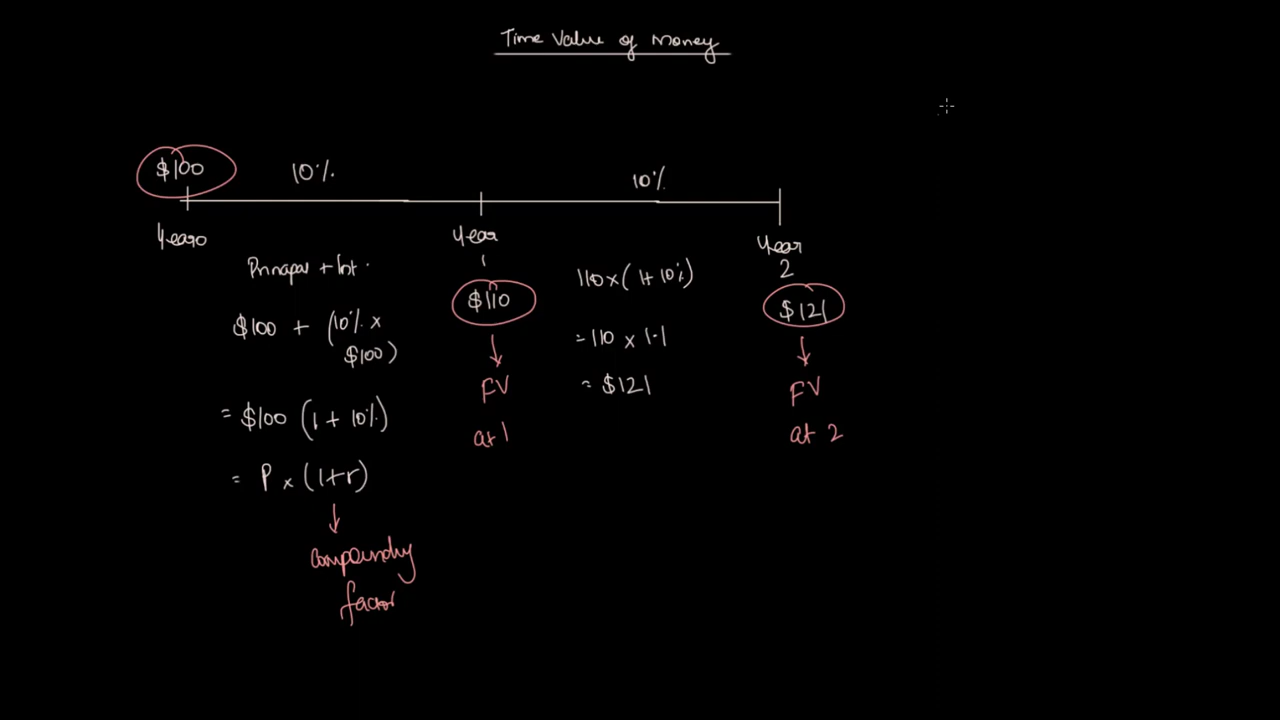 Time Value of Money
$100
10%
10%
Year 0
Year
1
Year
2
Principal + Int.
$100 + (10% x
$100)
= $100 (1 + 10%)
= P x (1+r)
compounding
factor
$110
FV
at 1
110 x (1+10%)
= 110 x 1.1
= $121
$121
FV
at 2